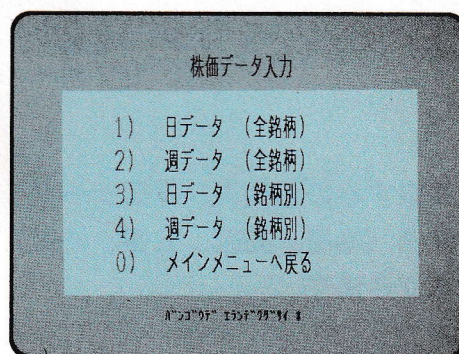 株価データ入力
1) 日データ (全銘柄)
2) 週データ (全銘柄)
3) 日データ (銘柄別)
4) 週データ (銘柄別)
0) メインメニューへ戻る
バンゴウデ エランデクダサイ